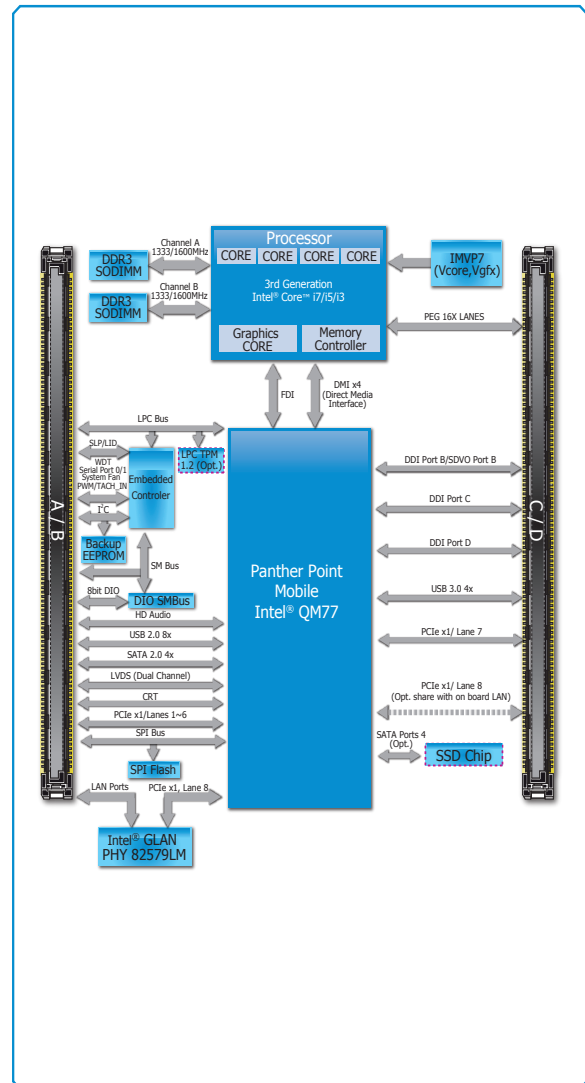 Processor
CORE CORE CORE CORE
3rd Generation
Intel® Core™ i7/i5/i3
Graphics
CORE
Memory
Controller
DDR3
SODIMM
Channel A
1333/1600MHz
DDR3
SODIMM
Channel B
1333/1600MHz
IMVP7
(Vcore,Vgfx)
PEG 16X LANES
FDI
DMI x4
(Direct Media
Interface)
A / B
C / D
LPC Bus
SLP/LID
WDT
Serial Port 0/1
System Fan
PWM/TACH_IN
I²C
Embedded
Controler
LPC TPM
1.2 (Opt.)
Backup
EEPROM
SM Bus
8bit DIO
DIO SMBus
HD Audio
USB 2.0 8x
SATA 2.0 4x
LVDS (Dual Channel)
CRT
PCIe x1/Lanes 1~6
SPI Bus
SPI Flash
LAN Ports
PCIe x1, Lane 8
Intel® GLAN
PHY 82579LM
Panther Point
Mobile
Intel® QM77
DDI Port B/SDVO Port B
DDI Port C
DDI Port D
USB 3.0 4x
PCIe x1/ Lane 7
PCIe x1/ Lane 8
(Opt. share with on board LAN)
SATA Ports 4
(Opt.)
SSD Chip